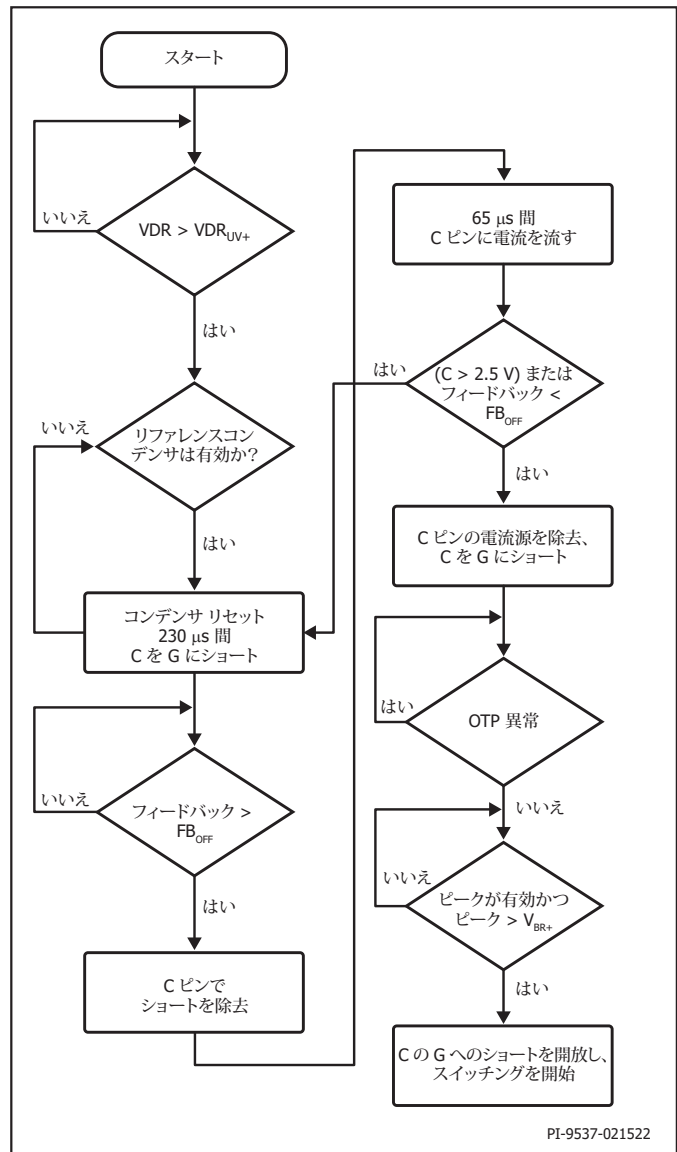 スタート
いいえ
VDR > VDRUV+
はい
いいえ
リファレンスコン
デンサは有効か?
はい
コンデンサ リセット
230 μs 間
C を G にショート
いいえ
フィードバック >
FBOFF
はい
C ピンで
ショートを除去
65 μs 間
C ピンに電流を流す
はい
(C > 2.5 V) または
フィードバック <
FBOFF
はい
C ピンの電流源を除去、
C を G にショート
はい
OTP 異常
いいえ
いいえ
ピークが有効かつ
ピーク > VBR+
はい
C の G へのショートを開放し、
スイッチングを開始
PI-9537-021522